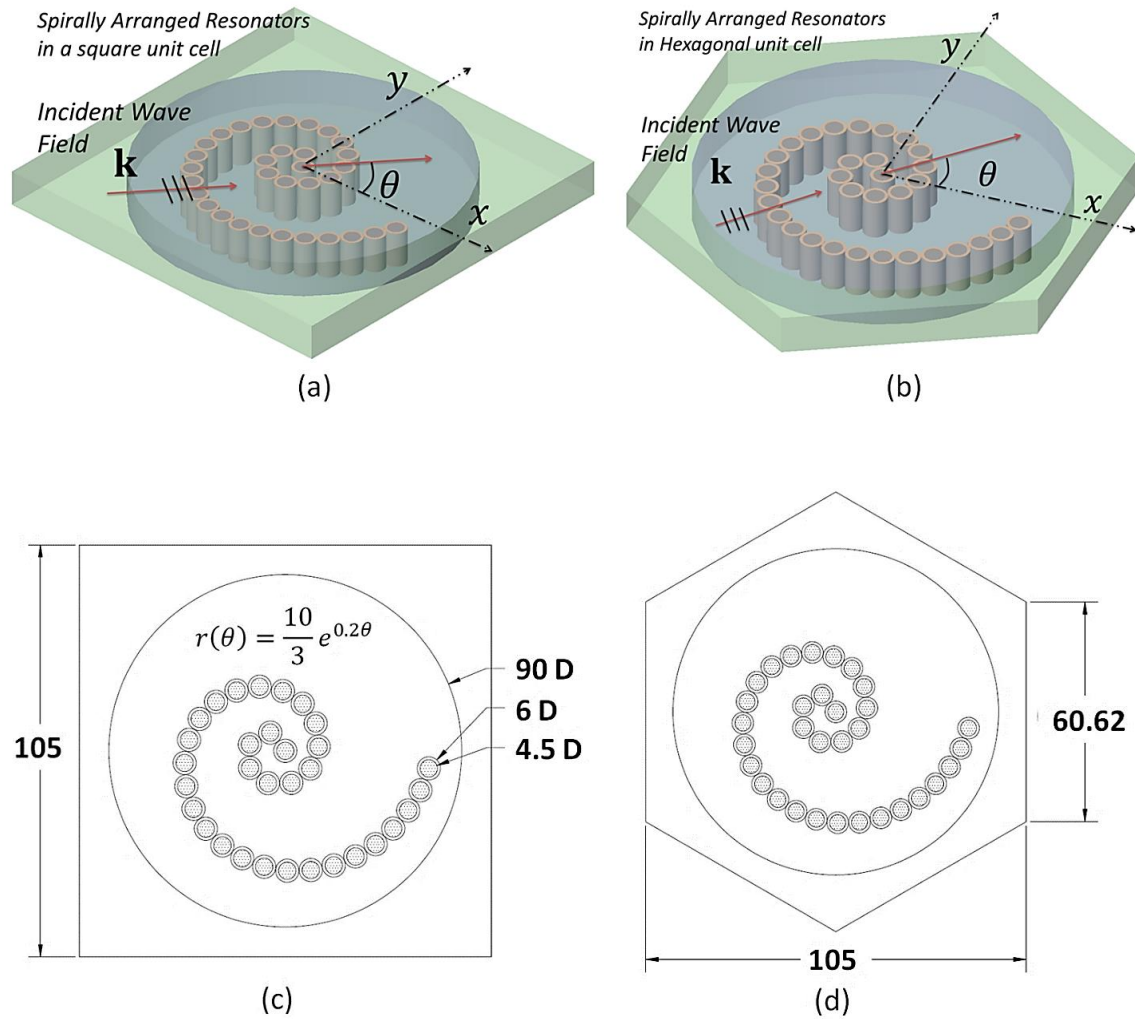 Spirally Arranged Resonators
in a square unit cell
Incident Wave
Field
k
y
θ
x
(a)
Spirally Arranged Resonators
in Hexagonal unit cell
Incident Wave
Field
k
y
θ
x
(b)
105
r(θ) = 10/3 e^{0.2θ}
90 D
6 D
4.5 D
(c)
60.62
105
(d)